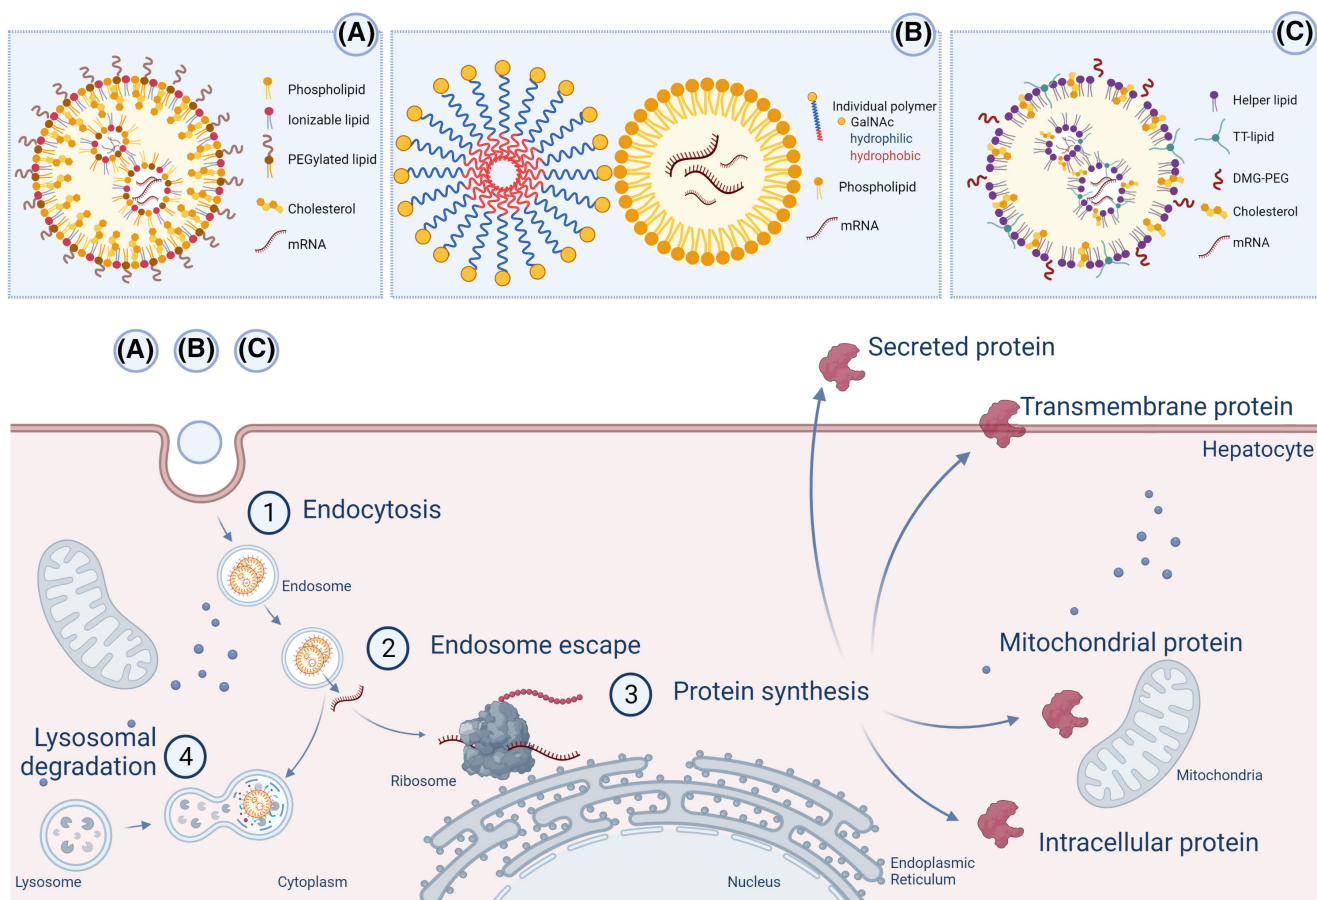 (A)
Phospholipid
Ionizable lipid
PEGylated lipid
Cholesterol
mRNA
(B)
Individual polymer
GalNAc
hydrophilic
hydrophobic
Phospholipid
mRNA
(C)
Helper lipid
TT-lipid
DMG-PEG
Cholesterol
mRNA
(A) (B) (C)
Secreted protein
Transmembrane protein
Hepatocyte
1 Endocytosis
Endosome
2 Endosome escape
3 Protein synthesis
Mitochondrial protein
Lysosomal
degradation 4
Ribosome
Mitochondria
Intracellular protein
Lysosome
Cytoplasm
Nucleus
Endoplasmic
Reticulum